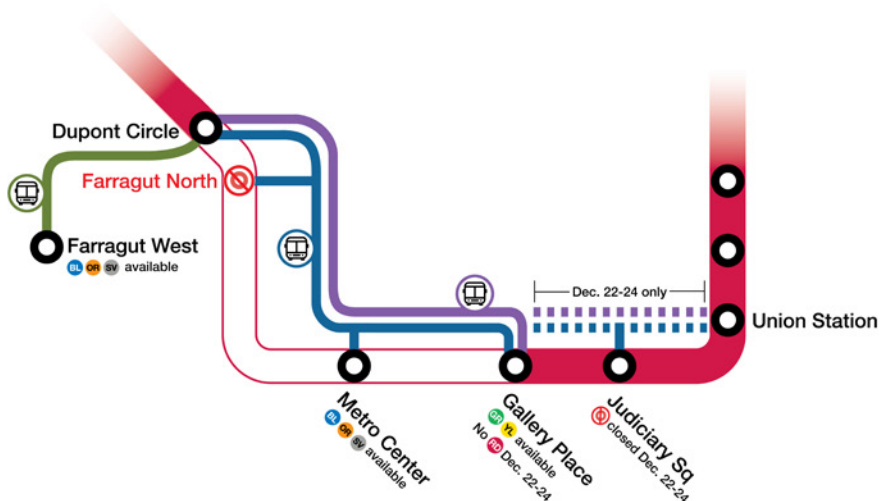 Dupont Circle
Farragut North
Farragut West
BL OR SV available
Dec. 22-24 only
Union Station
Metro Center
BL OR SV available
Gallery Place
GR YL available
No RD Dec. 22-24
Judiciary Sq
closed Dec. 22-24